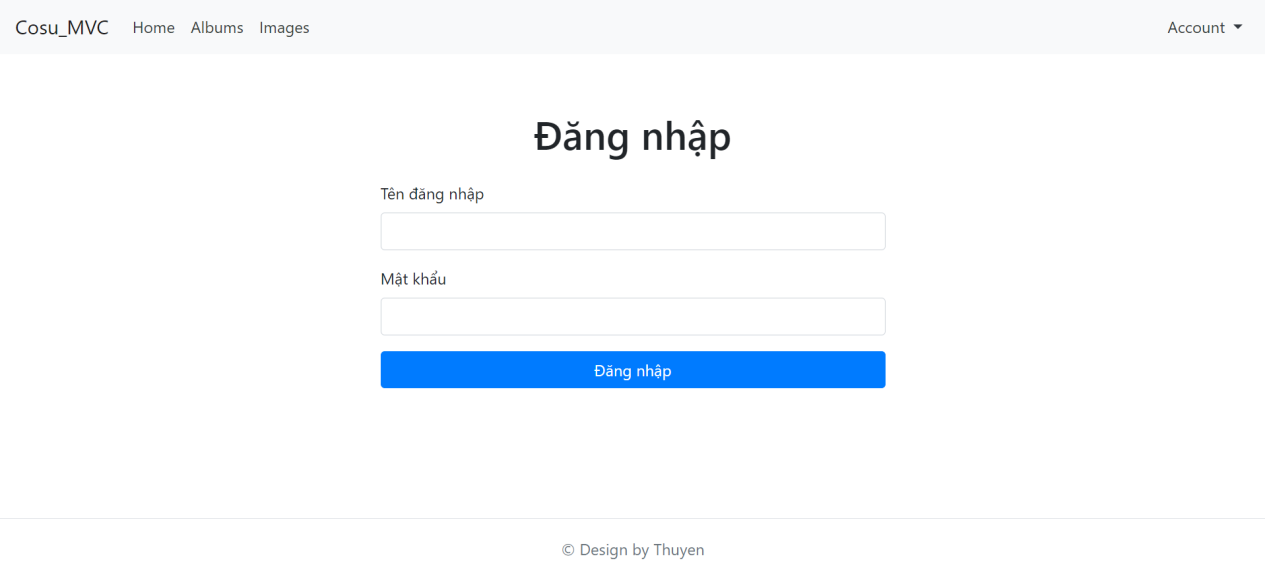 Cosu_MVC Home Albums Images Account
Đăng nhập
Tên đăng nhập
Mật khẩu
Đăng nhập
© Design by Thuyen